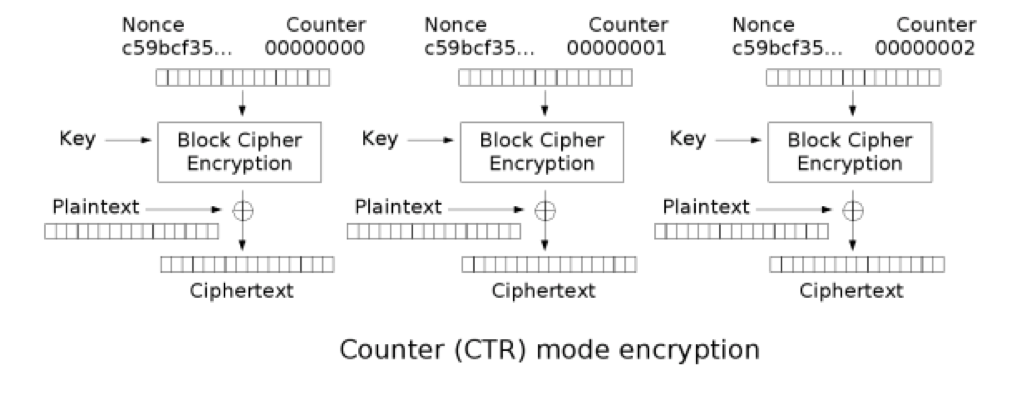 Nonce Counter Nonce Counter Nonce Counter
c59bcf35... 00000000 c59bcf35... 00000001 c59bcf35... 00000002
Key Block Cipher Key Block Cipher Key Block Cipher
Encryption Encryption Encryption
Plaintext Plaintext Plaintext
Ciphertext Ciphertext Ciphertext
Counter (CTR) mode encryption